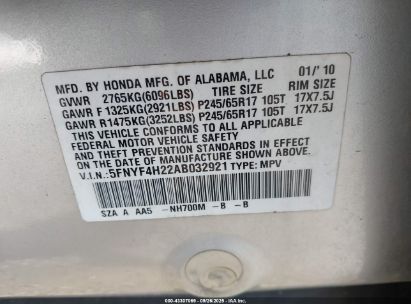 MFD. BY HONDA MFG. OF ALABAMA, LLC 01/'10
GVWR 2765KG(6096LBS) TIRE SIZE RIM SIZE
GAWR F 1325KG(2921LBS) P245/65R17 105T 17X7.5J
GAWR R 1475KG(3252LBS) P245/65R17 105T 17X7.5J
THIS VEHICLE CONFORMS TO ALL APPLICABLE
FEDERAL MOTOR VEHICLE SAFETY STANDARDS IN EFFECT
ON THE DATE OF MANUFACTURE SHOWN ABOVE.
V.I.N.: 5FNYF4H22AB032921 TYPE: MPV
SZA A AA5 -NH700M -B -B